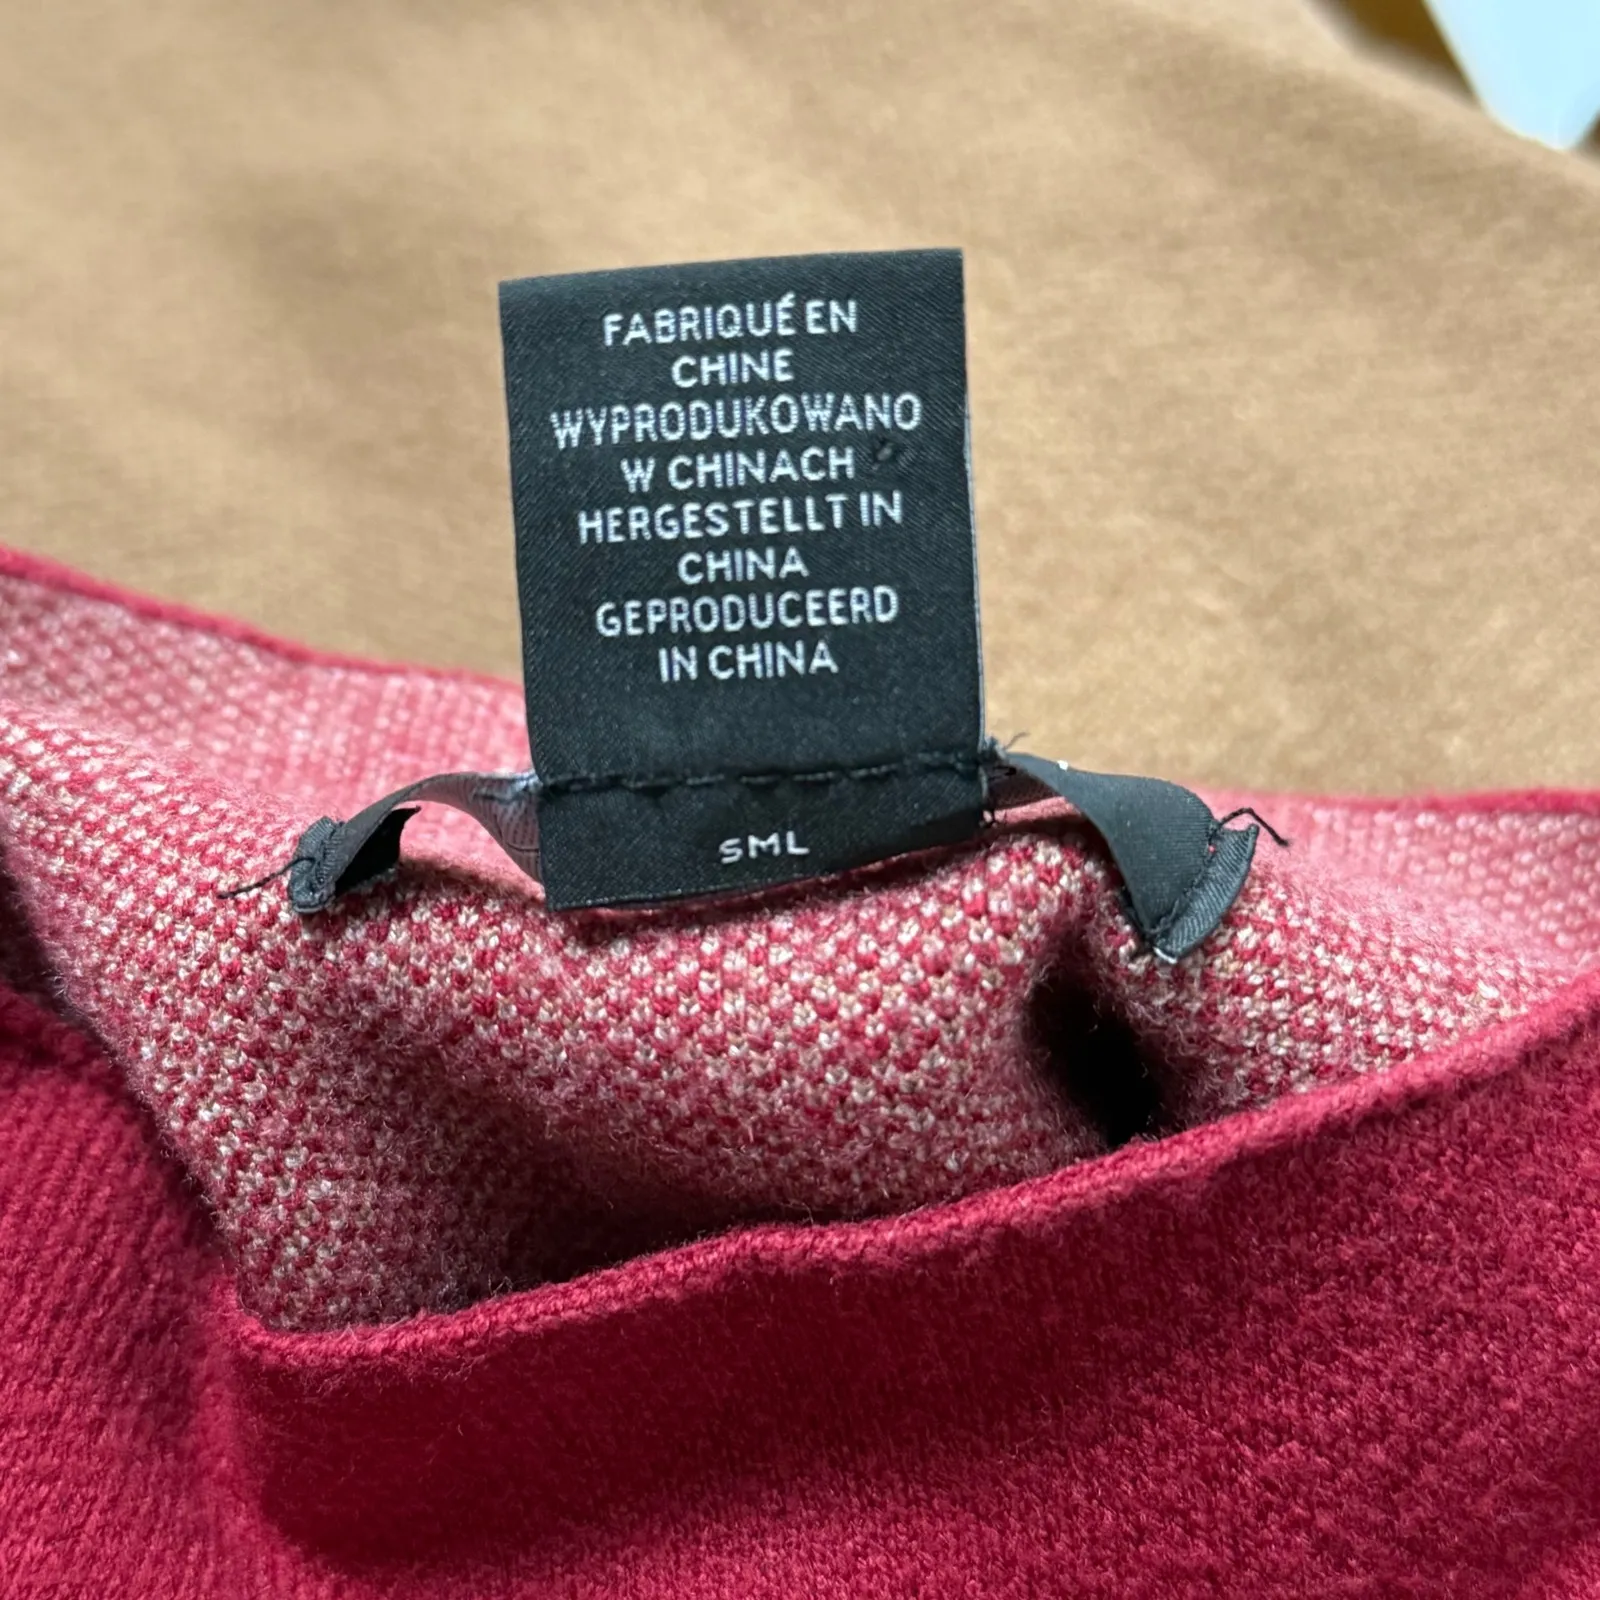 FABRIQUÉ EN
CHINE
WYPRODUKOWANO
W CHINACH
HERGESTELLT IN
CHINA
GEPRODUCEERD
IN CHINA
SML